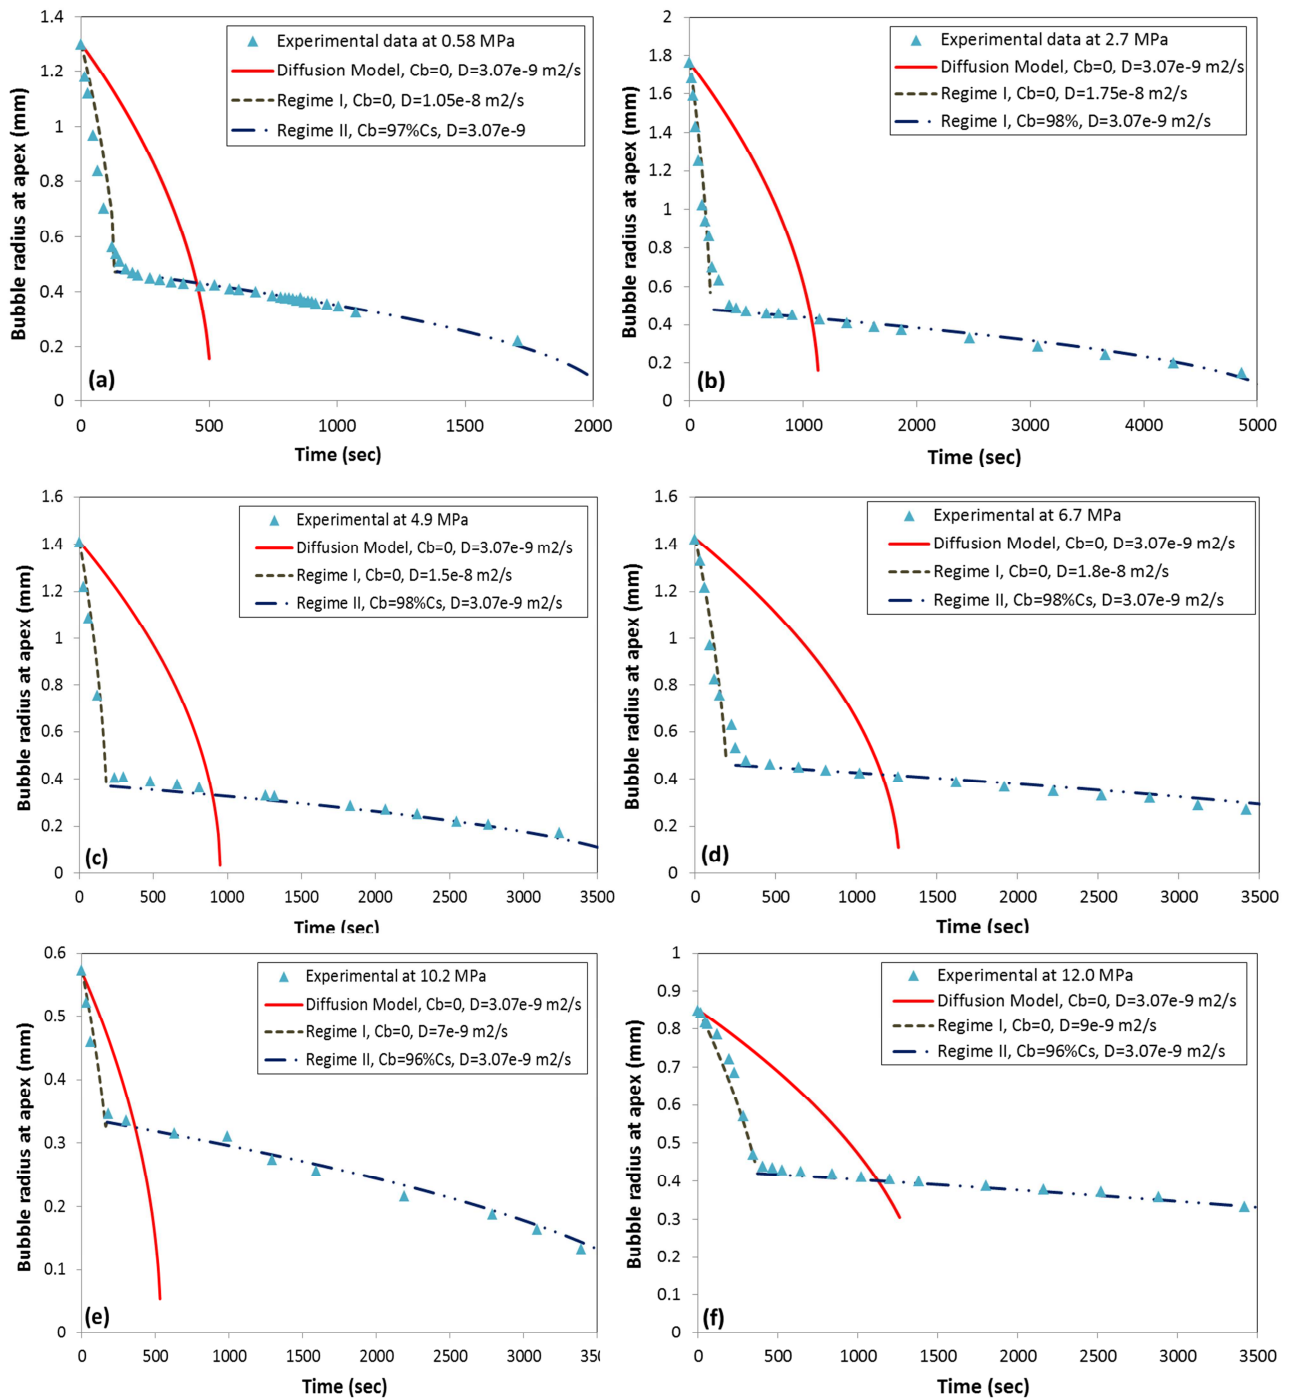 Bubble radius at apex (mm)
1.4
1.2
1
0.8
0.6
0.4
0.2
0
Experimental data at 0.58 MPa
Diffusion Model, Cb=0, D=3.07e-9 m2/s
Regime I, Cb=0, D=1.05e-8 m2/s
Regime II, Cb=97%Cs, D=3.07e-9
(a)
0
500
1000
1500
2000
Time (sec)
Bubble radius at apex (mm)
2
1.8
1.6
1.4
1.2
1
0.8
0.6
0.4
0.2
0
Experimental data at 2.7 MPa
Diffusion Model, Cb=0, D=3.07e-9 m2/s
Regime I, Cb=0, D=1.75e-8 m2/s
Regime I, Cb=98%, D=3.07e-9 m2/s
(b)
0
1000
2000
3000
4000
5000
Time (sec)
Bubble radius at apex (mm)
1.6
1.4
1.2
1
0.8
0.6
0.4
0.2
0
Experimental at 4.9 MPa
Diffusion Model, Cb=0, D=3.07e-9 m2/s
Regime I, Cb=0, D=1.5e-8 m2/s
Regime II, Cb=98%Cs, D=3.07e-9 m2/s
(c)
0
500
1000
1500
2000
2500
3000
3500
Time (sec)
Bubble radius at apex (mm)
1.6
1.4
1.2
1
0.8
0.6
0.4
0.2
0
Experimental at 6.7 MPa
Diffusion Model, Cb=0, D=3.07e-9 m2/s
Regime I, Cb=0, D=1.8e-8 m2/s
Regime II, Cb=98%Cs, D=3.07e-9 m2/s
(d)
0
500
1000
1500
2000
2500
3000
3500
Time (sec)
Bubble radius at apex (mm)
0.6
0.5
0.4
0.3
0.2
0.1
0
Experimental at 10.2 MPa
Diffusion Model, Cb=0, D=3.07e-9 m2/s
Regime I, Cb=0, D=7e-9 m2/s
Regime II, Cb=96%Cs, D=3.07e-9 m2/s
(e)
0
500
1000
1500
2000
2500
3000
350
Time (sec)
Bubble radius at apex (mm)
1
0.9
0.8
0.7
0.6
0.5
0.4
0.3
0.2
0.1
0
Experimental at 12.0 MPa
Diffusion Model, Cb=0, D=3.07e-9 m2/s
Regime I, Cb=0, D=9e-9 m2/s
Regime II, Cb=96%Cs, D=3.07e-9 m2/s
(f)
0
500
1000
1500
2000
2500
3000
3500
Time (sec)